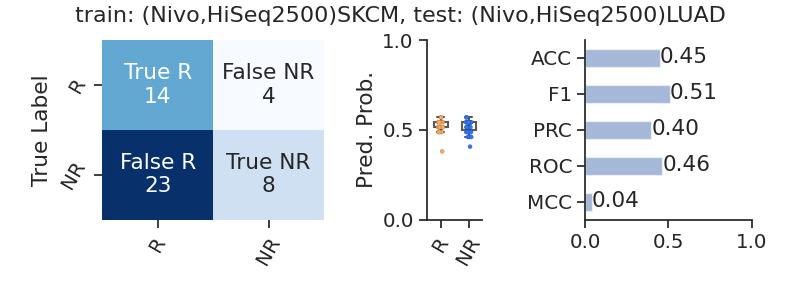 train: (Nivo,HiSeq2500)SKCM, test: (Nivo,HiSeq2500)LUAD
True Label
R
NR
True R
14
False NR
4
False R
23
True NR
8
R
NR
Pred. Prob.
1.0
0.5
0.0
R
NR
ACC
0.45
F1
0.51
PRC
0.40
ROC
0.46
MCC
0.04
0.0
0.5
1.0